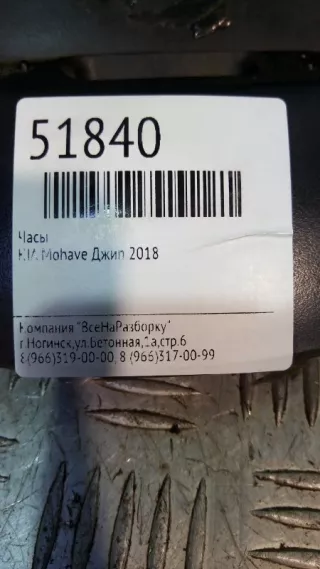 51840
Часы
KIA Mohave Джип 2018
Компания "ВсеНаРазборку"
г.Ногинск,ул.Бетонная,1а,стр.6
8(966)319-00-00, 8 (966)317-00-99